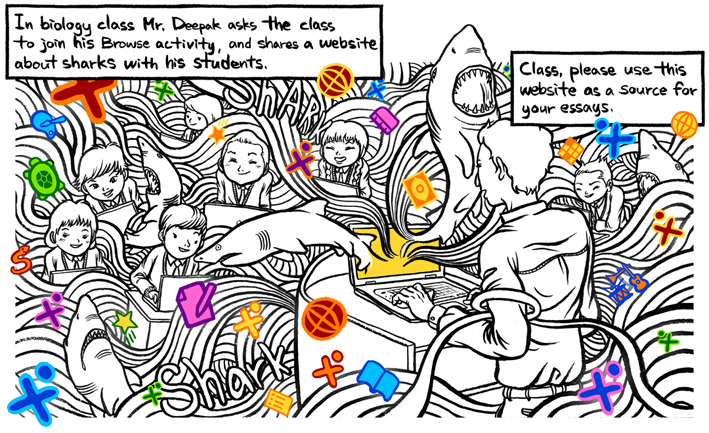 In biology class Mr. Deepak asks the class
to join his Browse activity, and shares a website
about sharks with his students.
Class, please use this
website as a source for
your essays.
Shark
Shark